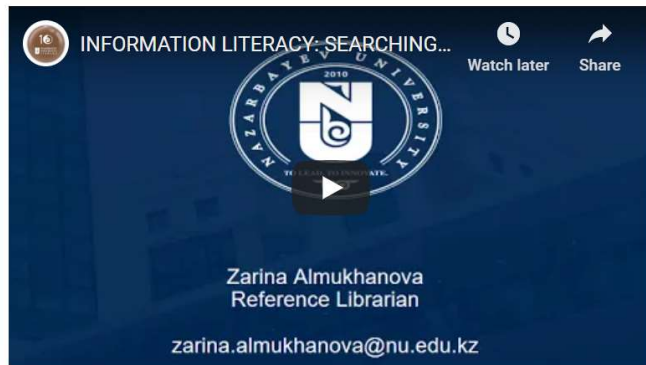 INFORMATION LITERACY: SEARCHING...
Watch later
Share
NAZARBAYEV UNIVERSITY
2010
TO LEAD TO INNOVATE.
Zarina Almukhanova
Reference Librarian
zarina.almukhanova@nu.edu.kz